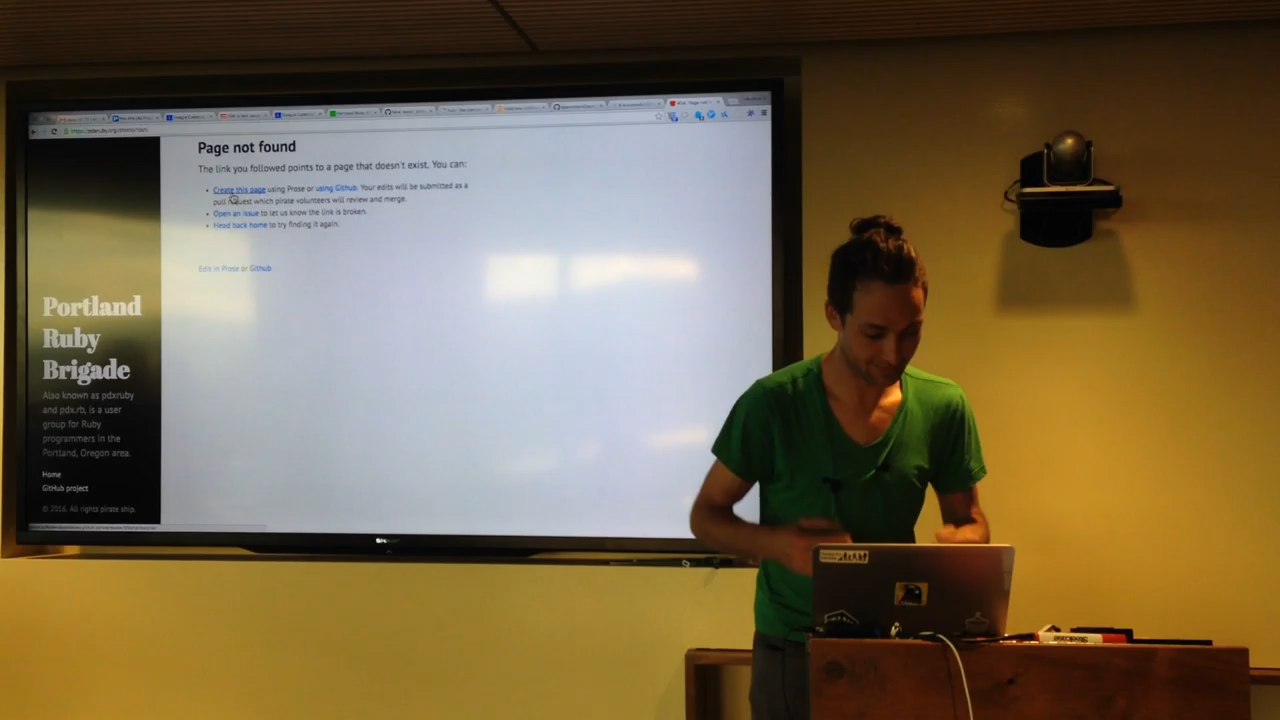 Page not found
The link you followed points to a page that doesn't exist. You can:
Create this page using Prose or using Github. Your edits will be submitted as a
pull request which pirate volunteers will review and merge.
Open an issue to let us know the link is broken.
Head back home to try finding it again.
Edit in Prose or Github
Portland
Ruby
Brigade
Also known as pdxruby
and pdx.rb, is a user
group for Ruby
programmers in the
Portland, Oregon area.
Home
GitHub project
© 2016. All rights pirate ship.
SHARP